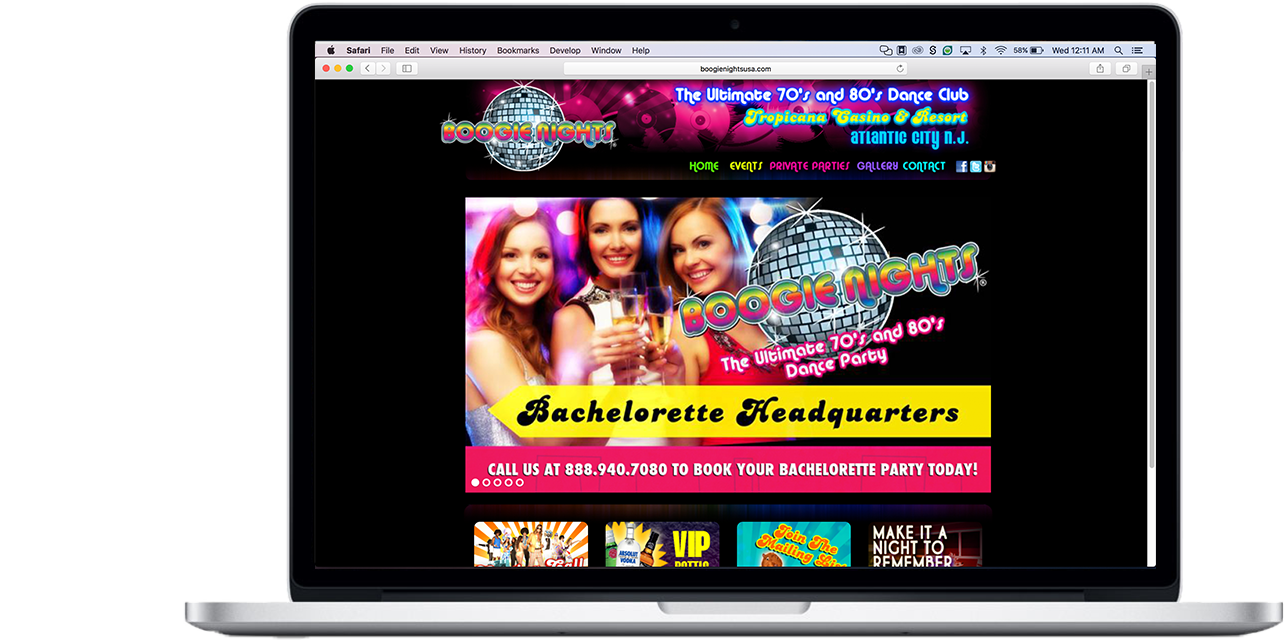 Safari File Edit View History Bookmarks Develop Window Help 58% Wed 12:11 AM
boogienightsusa.com
BOOGIE NIGHTS
The Ultimate 70's and 80's Dance Club
Tropicana Casino & Resort
ATLANTIC CITY N.J.
HOME EVENTS PRIVATE PARTIES GALLERY CONTACT
BOOGIE NIGHTS®
The Ultimate 70's and 80's
Dance Party
Bachelorette Headquarters
CALL US AT 888.940.7080 TO BOOK YOUR BACHELORETTE PARTY TODAY!
ABSOLUT
VODKA
VIP
BOTTLE
Join The
Mailing List
MAKE IT A
NIGHT TO
REMEMBER